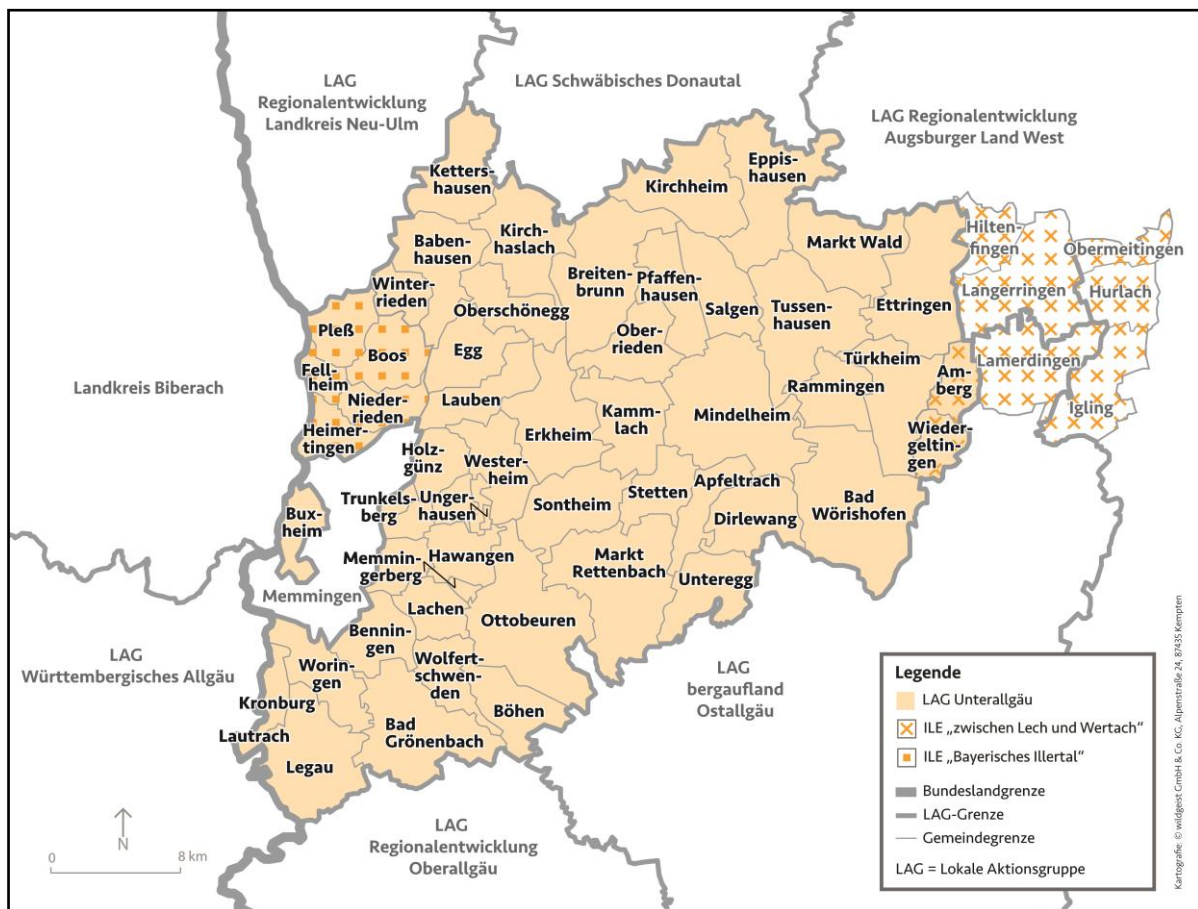 LAG
Regionalentwicklung
Landkreis Neu-Ulm
LAG Schwäbisches Donautal
LAG Regionalentwicklung
Augsburger Land West
Ketters-
hausen
Kirchheim
Eppis-
hausen
Kirch-
haslach
Baben-
hausen
Markt Wald
Hilten-
fingen
Obermeitingen
Winter-
rieden
Breiten-
brunn
Pfaffen-
hausen
Langerringen
Hurlach
Oberschönegg
Salgen
Tussen-
hausen
Ettringen
Pleß
Boos
Egg
Ober-
rieden
Türkheim
Lamerdingen
Fell-
heim
Am-
berg
Landkreis Biberach
Rammingen
Nieder-
rieden
Lauben
Kamm-
lach
Mindelheim
Igling
Heimer-
tingen
Erkheim
Wieder-
geltin-
gen
Holz-
günz
Wester-
heim
Trunkels-
berg
Unger-
hausen
Sontheim
Stetten
Apfeltrach
Bad
Wörishofen
Bux-
heim
Dirlewang
Memmin-
gerberg
Hawangen
Markt
Rettenbach
Unteregg
Memmingen
Lachen
Ottobeuren
Bennin-
gen
LAG
Württembergisches Allgäu
Worin-
gen
Wolfert-
schwen-
den
LAG
bergaufland
Ostallgäu
Kronburg
Böhen
Lautrach
Bad
Grönenbach
Legau
LAG
Regionalentwicklung
Oberallgäu
N
0 8 km
Legende
LAG Unterallgäu
ILE „zwischen Lech und Wertach“
ILE „Bayerisches Illertal“
Bundeslandgrenze
LAG-Grenze
Gemeindegrenze
LAG = Lokale Aktionsgruppe
Kartografie: © wildgeist GmbH & Co. KG, Alpenstraße 24, 87435 Kempten